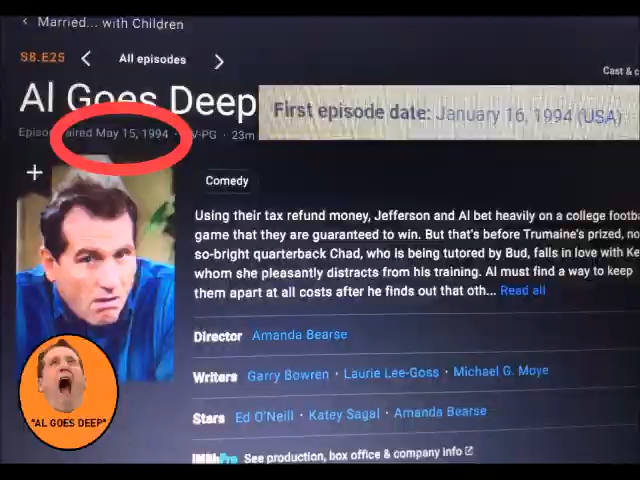 Married... with Children
S8.E25
All episodes
Cast & c
Al Goes Deep
First episode date: January 16, 1994 (USA)
aired May 15, 1994 · V-PG · 23m
Comedy
Using their tax refund money, Jefferson and Al bet heavily on a college footb
game that they are guaranteed to win. But that's before Trumaine's prized, no
so-bright quarterback Chad, who is being tutored by Bud, falls in love with Ke
whom she pleasantly distracts from his training. Al must find a way to keep
them apart at all costs after he finds out that oth... Read all
Director Amanda Bearse
"AL GOES DEEP"
Writers Garry Bowren · Laurie Lee-Goss · Michael G. Moye
Stars Ed O'Neill · Katey Sagal · Amanda Bearse
IMDbPro See production, box office & company info